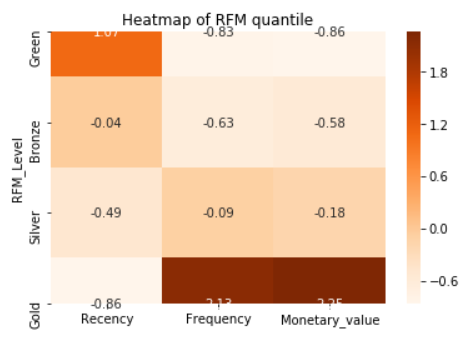 Heatmap of RFM quantile
RFM_Level
Green 1.07 -0.83 -0.86
Bronze -0.04 -0.63 -0.58
Silver -0.49 -0.09 -0.18
Gold -0.86 2.13 2.25
Recency Frequency Monetary_value
1.8
1.2
0.6
0.0
-0.6